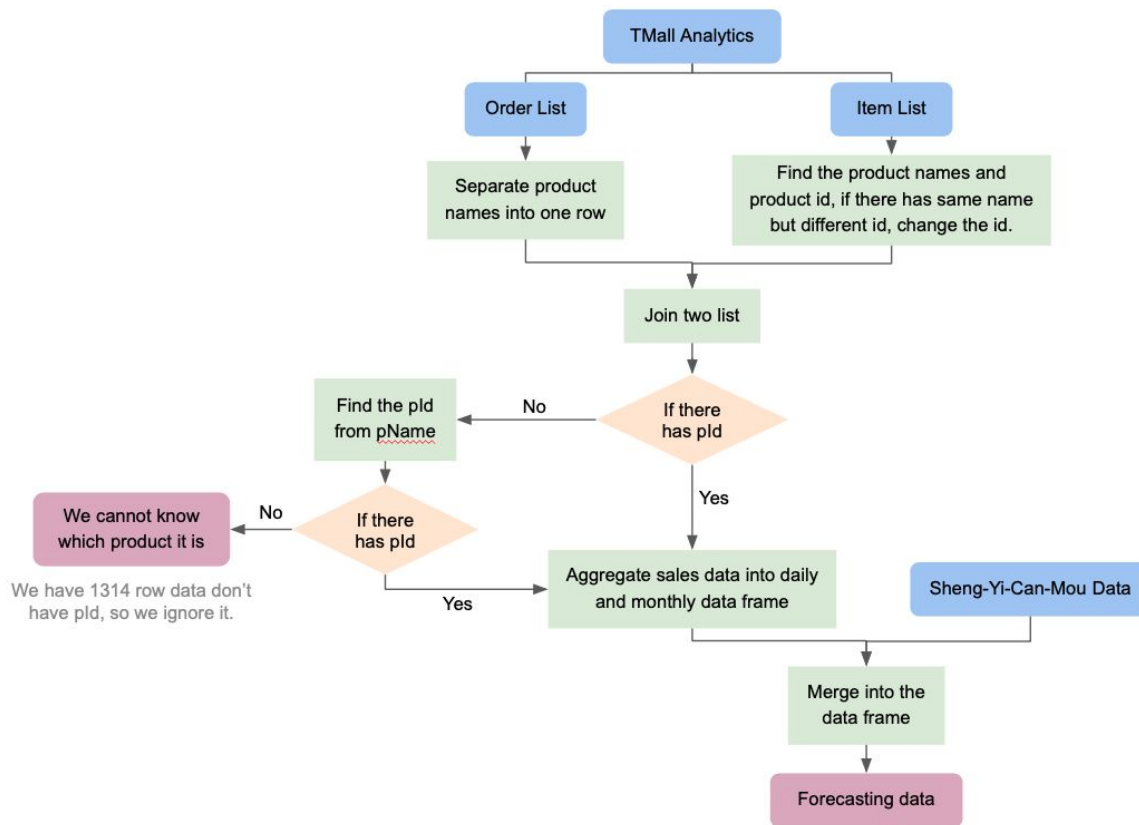 TMall Analytics
Order List
Item List
Separate product
names into one row
Find the product names and
product id, if there has same name
but different id, change the id.
Join two list
If there
has pId
No
Find the pId
from pName
Yes
If there
has pId
No
We cannot know
which product it is
We have 1314 row data don't
have pId, so we ignore it.
Yes
Aggregate sales data into daily
and monthly data frame
Sheng-Yi-Can-Mou Data
Merge into the
data frame
Forecasting data